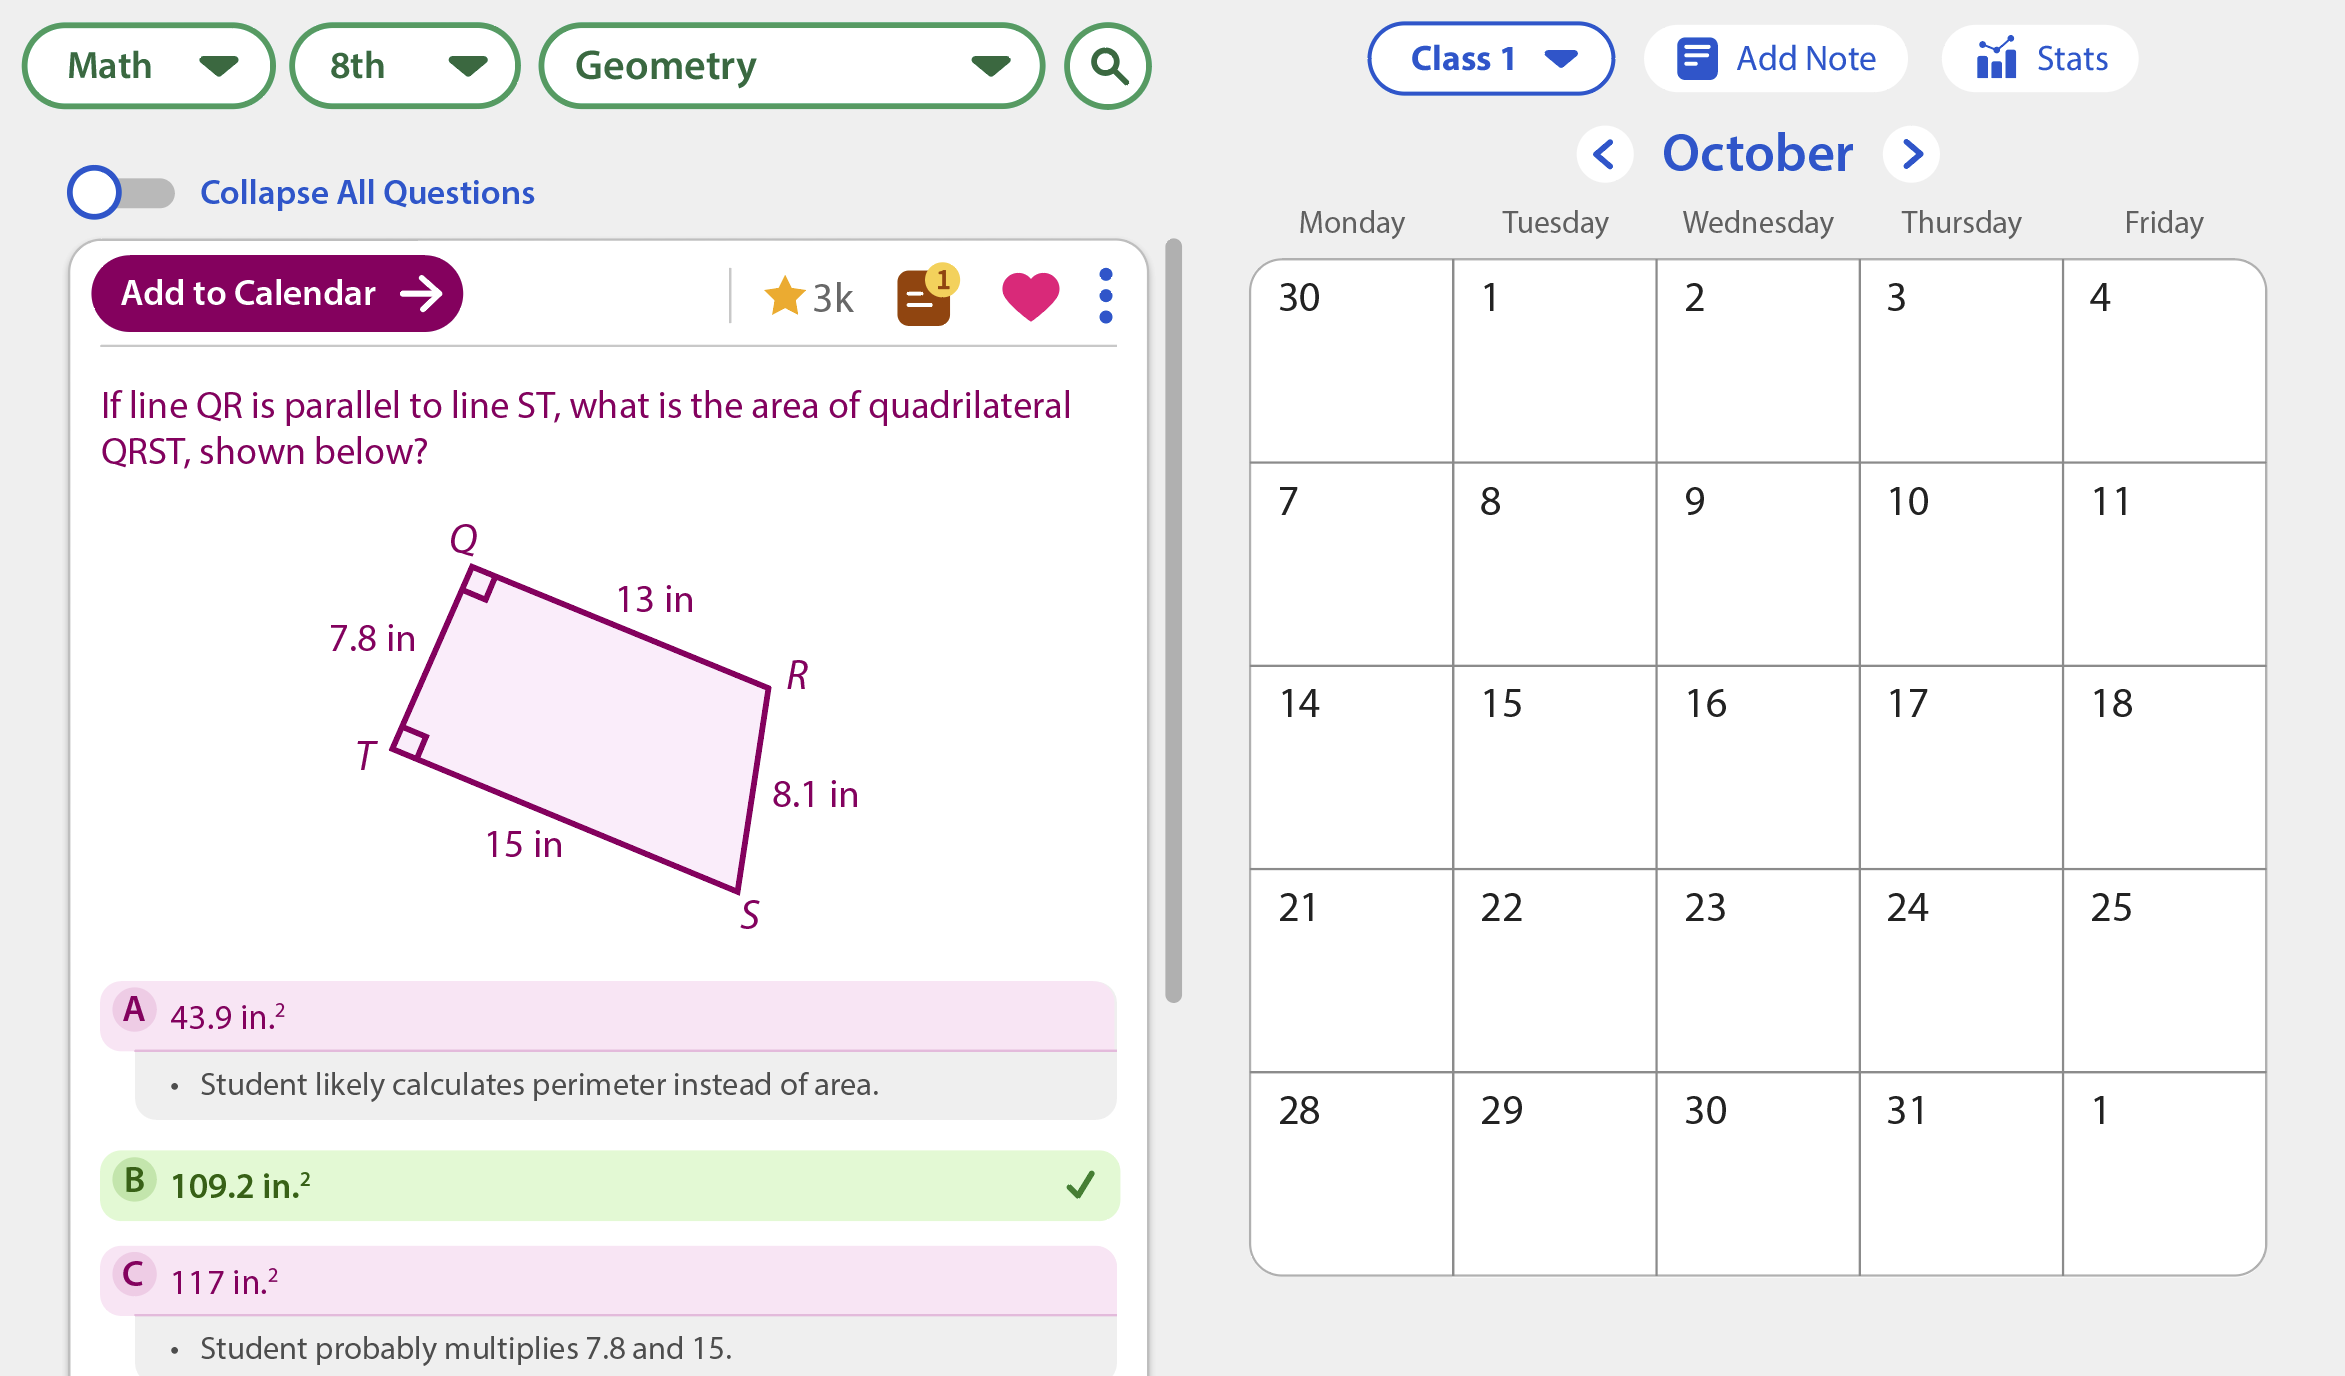 Math
8th
Geometry
Collapse All Questions
Add to Calendar
3k
1
If line QR is parallel to line ST, what is the area of quadrilateral
QRST, shown below?
Q
13 in
7.8 in
R
T
8.1 in
15 in
S
A 43.9 in.²
• Student likely calculates perimeter instead of area.
B 109.2 in.²
C 117 in.²
• Student probably multiplies 7.8 and 15.
Class 1
Add Note
Stats
October
Monday Tuesday Wednesday Thursday Friday
30 1 2 3 4
7 8 9 10 11
14 15 16 17 18
21 22 23 24 25
28 29 30 31 1